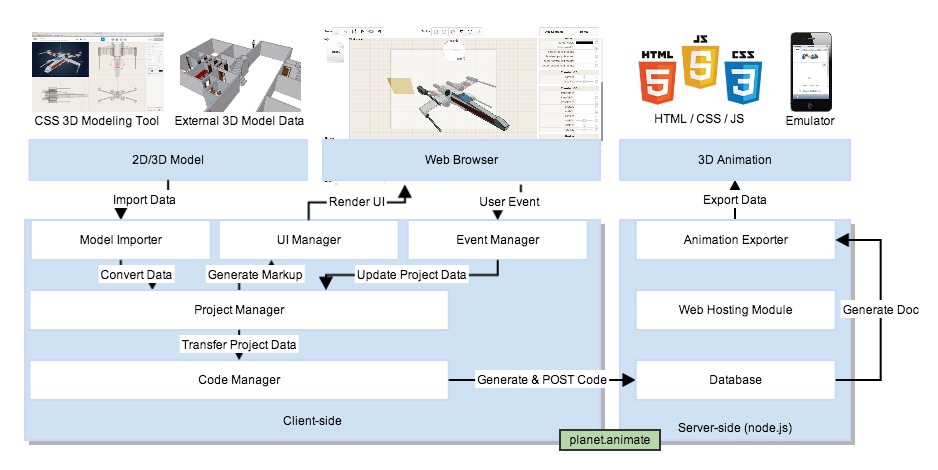 HTML
5
JS
5
CSS
3
CSS 3D Modeling Tool
External 3D Model Data
HTML / CSS / JS
Emulator
2D/3D Model
Web Browser
3D Animation
Import Data
Render UI
User Event
Export Data
Model Importer
UI Manager
Event Manager
Animation Exporter
Convert Data
Generate Markup
Update Project Data
Project Manager
Web Hosting Module
Generate Doc
Transfer Project Data
Code Manager
Generate & POST Code
Database
Client-side
Server-side (node.js)
planet.animate